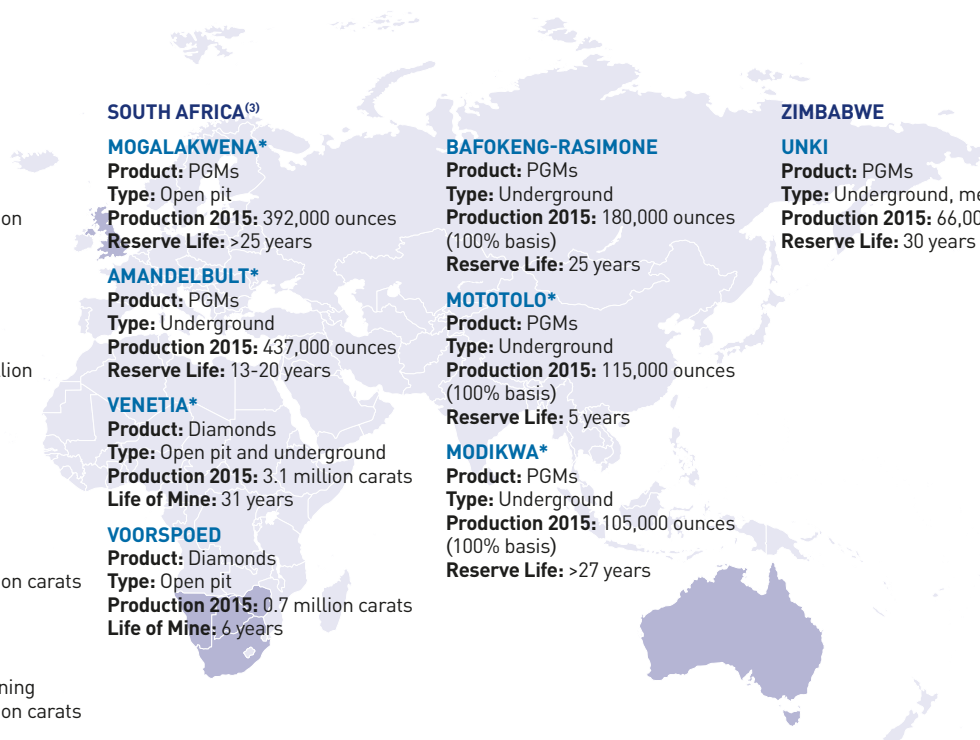 on
lion
on carats
ning
on carats
SOUTH AFRICA(3)
MOGALAKWENA*
Product: PGMs
Type: Open pit
Production 2015: 392,000 ounces
Reserve Life: >25 years
AMANDELBULT*
Product: PGMs
Type: Underground
Production 2015: 437,000 ounces
Reserve Life: 13-20 years
VENETIA*
Product: Diamonds
Type: Open pit and underground
Production 2015: 3.1 million carats
Life of Mine: 31 years
VOORSPOED
Product: Diamonds
Type: Open pit
Production 2015: 0.7 million carats
Life of Mine: 6 years
BAFOKENG-RASIMONE
Product: PGMs
Type: Underground
Production 2015: 180,000 ounces
(100% basis)
Reserve Life: 25 years
MOTOTOLO*
Product: PGMs
Type: Underground
Production 2015: 115,000 ounces
(100% basis)
Reserve Life: 5 years
MODIKWA*
Product: PGMs
Type: Underground
Production 2015: 105,000 ounces
(100% basis)
Reserve Life: >27 years
ZIMBABWE
UNKI
Product: PGMs
Type: Underground, me
Production 2015: 66,00
Reserve Life: 30 years